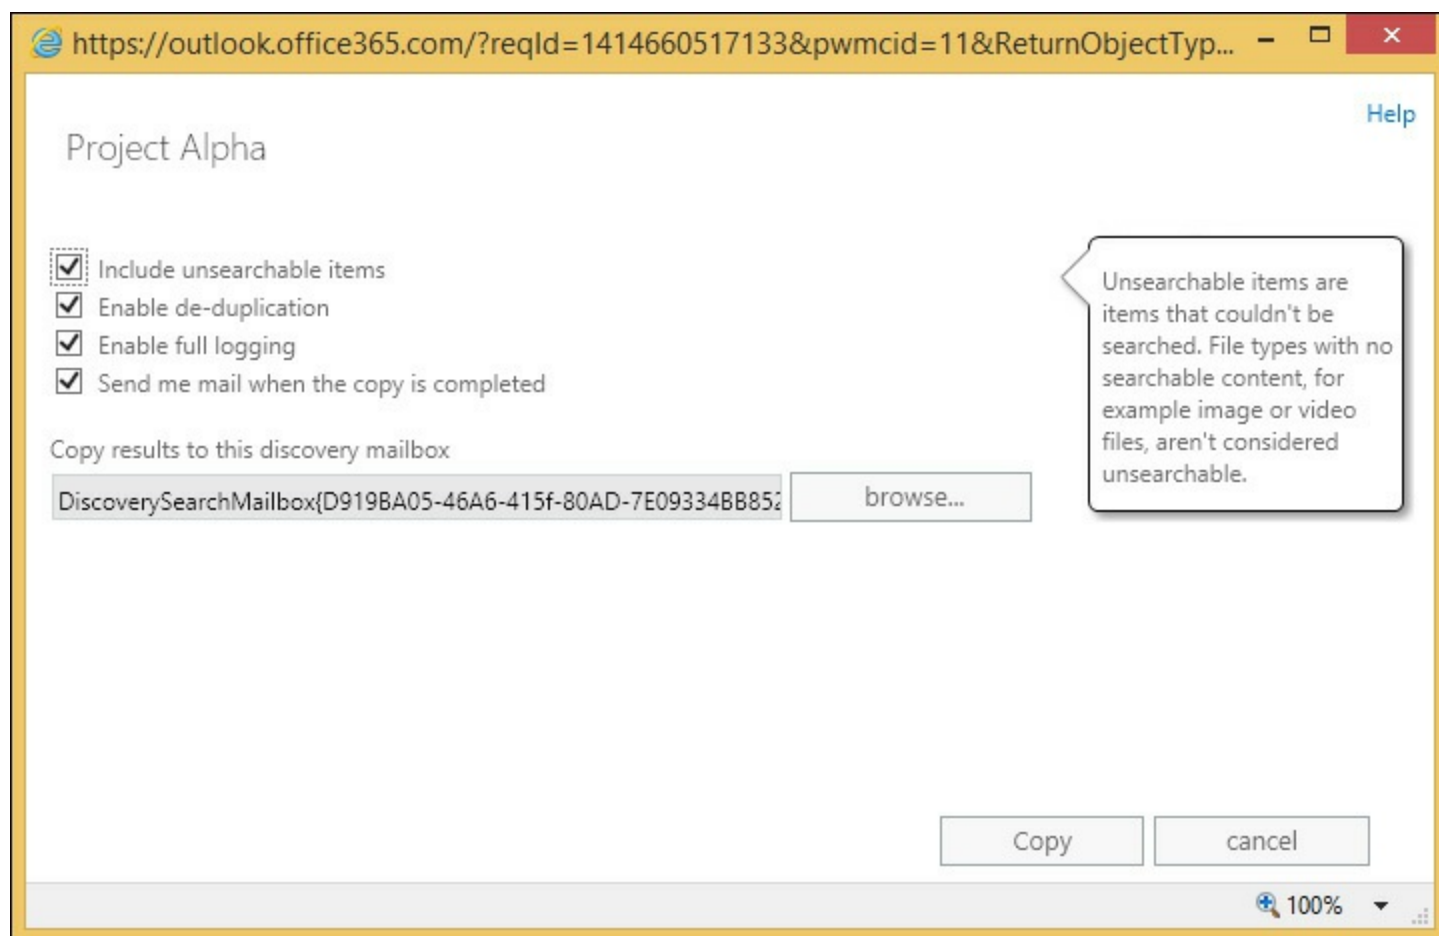 https://outlook.office365.com/?reqId=1414660517133&pwmcid=11&ReturnObjectTyp...
Help
Project Alpha
Include unsearchable items
Enable de-duplication
Enable full logging
Send me mail when the copy is completed
Unsearchable items are
items that couldn't be
searched. File types with no
searchable content, for
example image or video
files, aren't considered
unsearchable.
Copy results to this discovery mailbox
DiscoverySearchMailbox{D919BA05-46A6-415f-80AD-7E09334BB852
browse...
Copy
cancel
100%